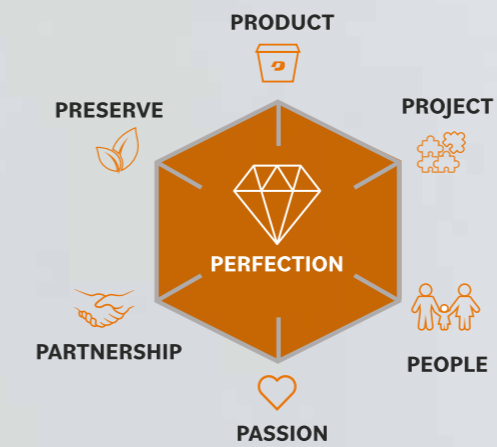 PRODUCT
PRESERVE
PROJECT
PERFECTION
PARTNERSHIP
PEOPLE
PASSION